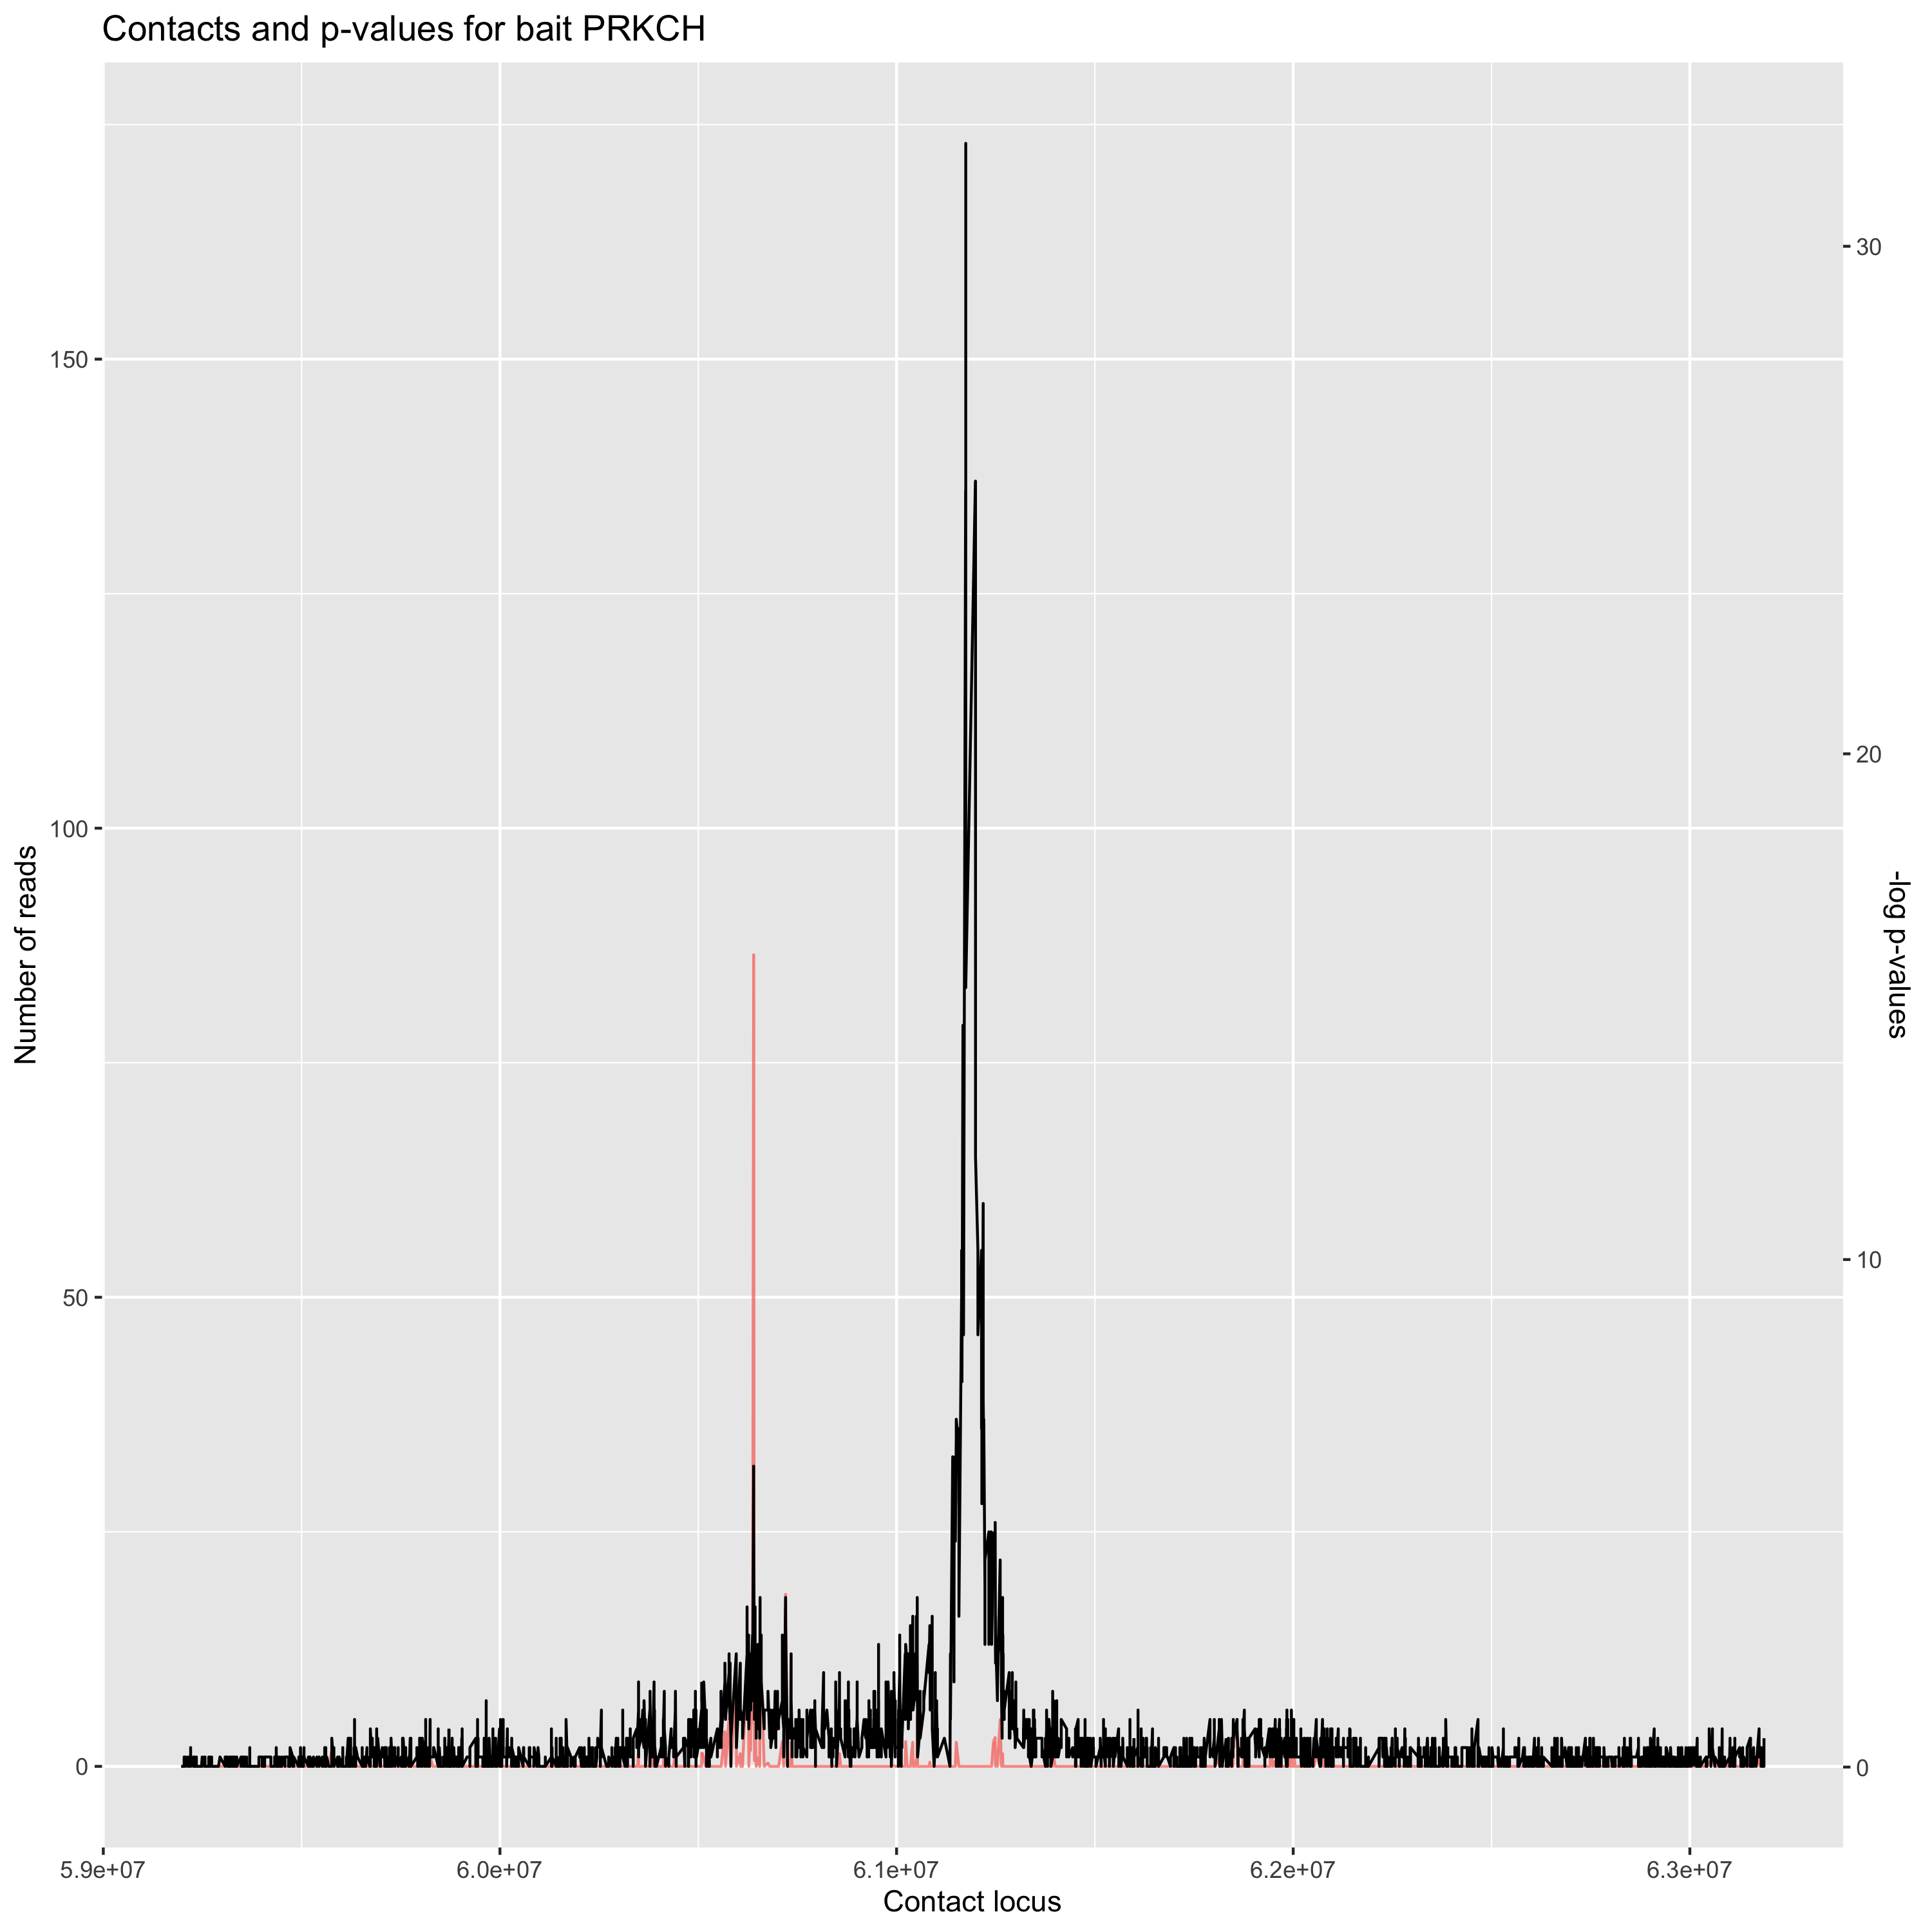 Contacts and p-values for bait PRKCH
150
100
50
0
30
20
10
0
Number of reads
-log p-values
5.9e+07
6.0e+07
6.1e+07
6.2e+07
6.3e+07
Contact locus